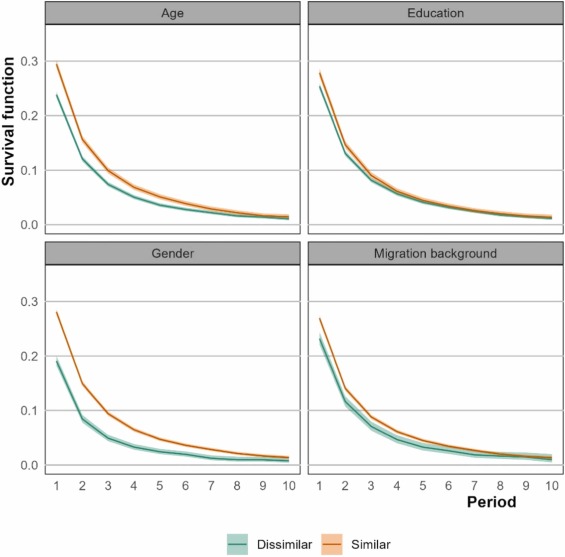 Age
Education
Survival function
0.3
0.2
0.1
0.0
Gender
Migration background
0.3
0.2
0.1
0.0
1 2 3 4 5 6 7 8 9 10
1 2 3 4 5 6 7 8 9 10
Period
Dissimilar
Similar